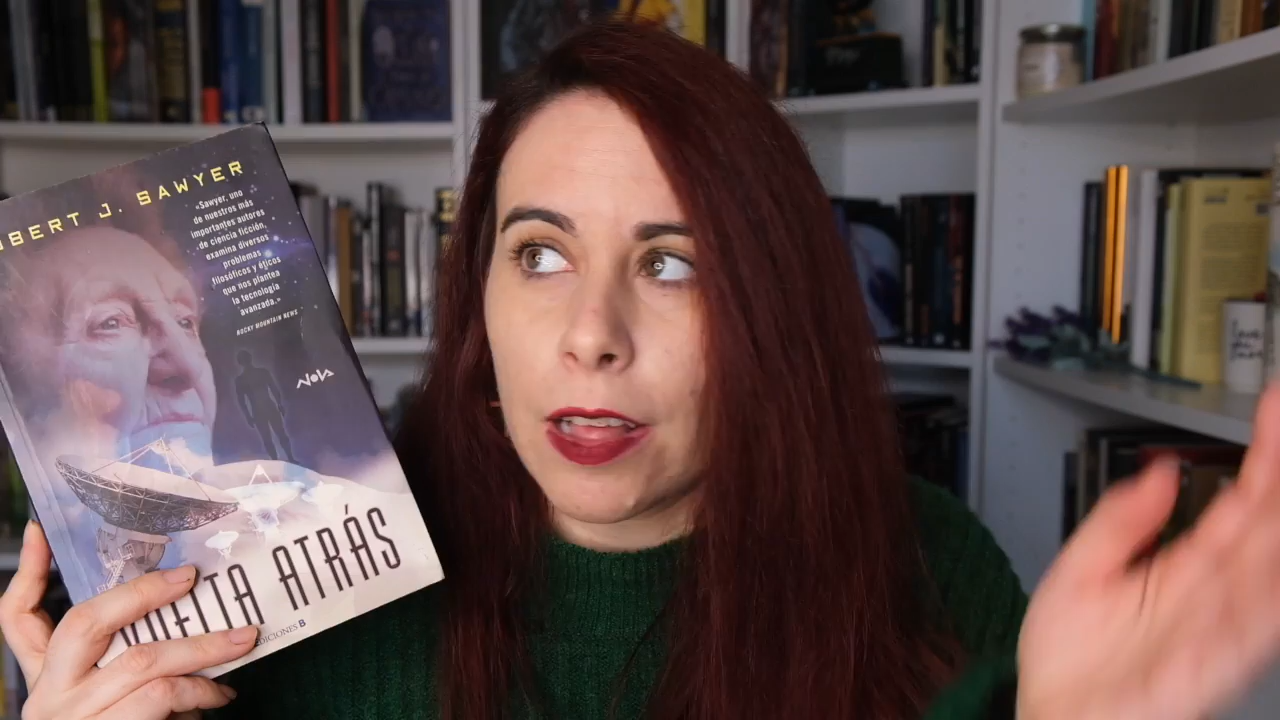 BERT J. SAWYER
«Sawyer, uno
de nuestros más
importantes autores
de ciencia ficción,
examina diversos
problemas
filosóficos y éticos
que nos plantea
la tecnología
avanzada.»
ROCKY MOUNTAIN NEWS
NOVA
VUELTA ATRÁS
EDICIONES B